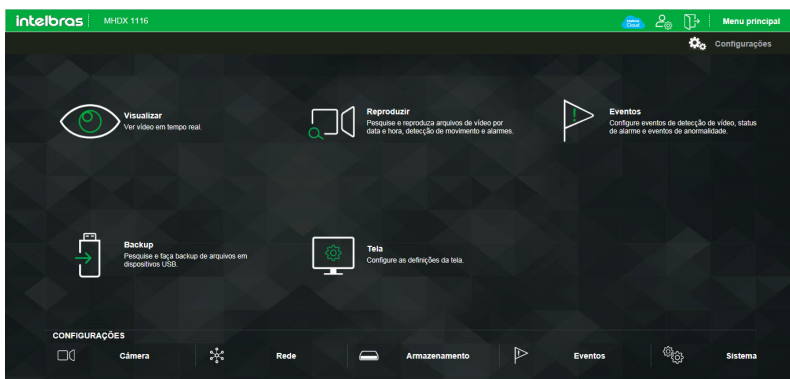 intelbras MHDX 1116 Intelbras Cloud Menu principal
Configurações
Visualizar
Ver vídeo em tempo real.
Reproduzir
Pesquise e reproduza arquivos de vídeo por
data e hora, detecção de movimento e alarmes.
Eventos
Configure eventos de detecção de vídeo, status
de alarme e eventos de anormalidade.
Backup
Pesquise e faça backup de arquivos em
dispositivos USB.
Tela
Configure as definições da tela.
CONFIGURAÇÕES
Câmera Rede Armazenamento Eventos Sistema